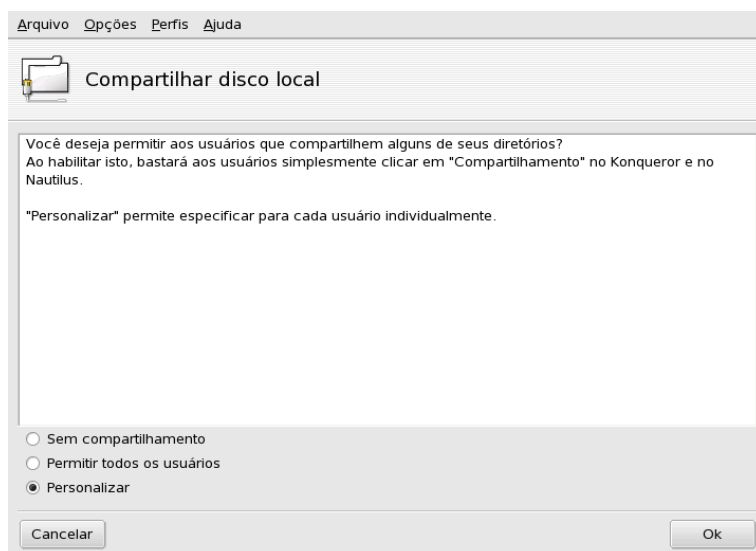 Arquivo Opções Perfis Ajuda
Compartilhar disco local
Você deseja permitir aos usuários que compartilhem alguns de seus diretórios?
Ao habilitar isto, bastará aos usuários simplesmente clicar em "Compartilhamento" no Konqueror e no
Nautilus.
"Personalizar" permite especificar para cada usuário individualmente.
Sem compartilhamento
Permitir todos os usuários
Personalizar
Cancelar Ok